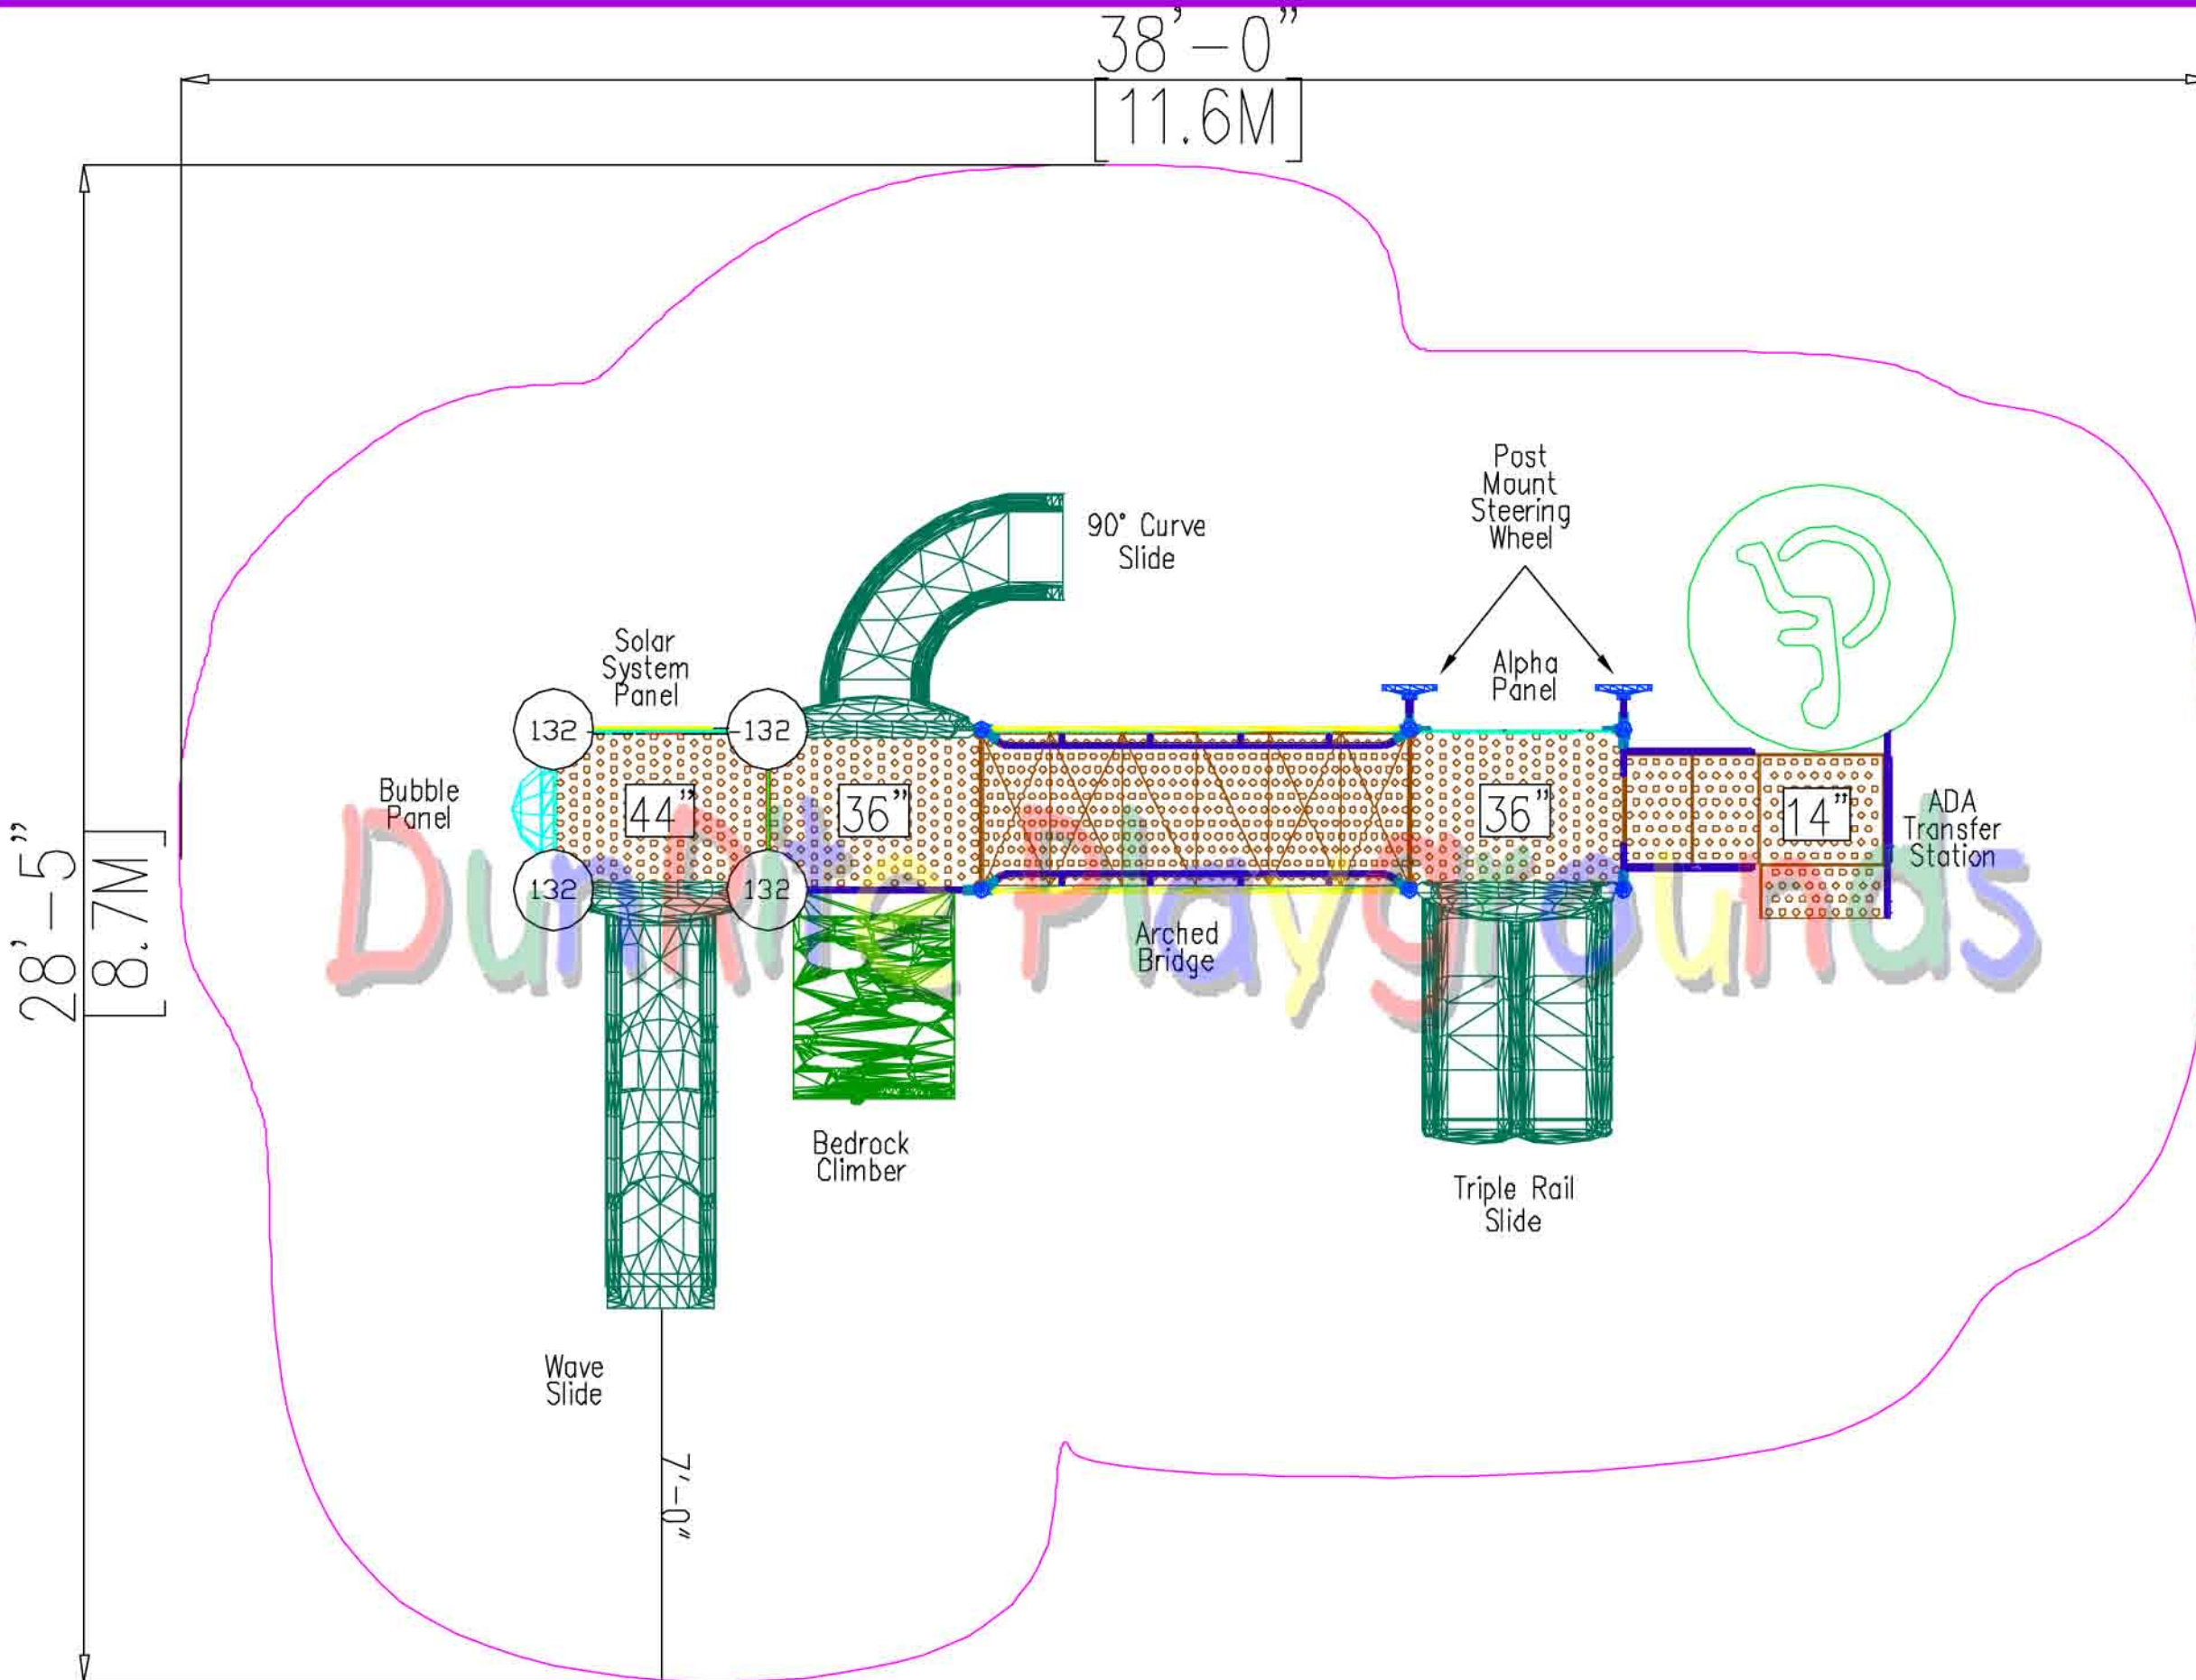 38'-0"
[11.6M]
28'-5"
[8.7M]
Post
Mount
Steering
Wheel
90° Curve
Slide
Solar
System
Panel
Alpha
Panel
132
132
Bubble
Panel
44"
36"
36"
14"
ADA
Transfer
Station
132
132
DunRite Playgrounds
Arched
Bridge
Bedrock
Climber
Triple Rail
Slide
Wave
Slide
7'-0"